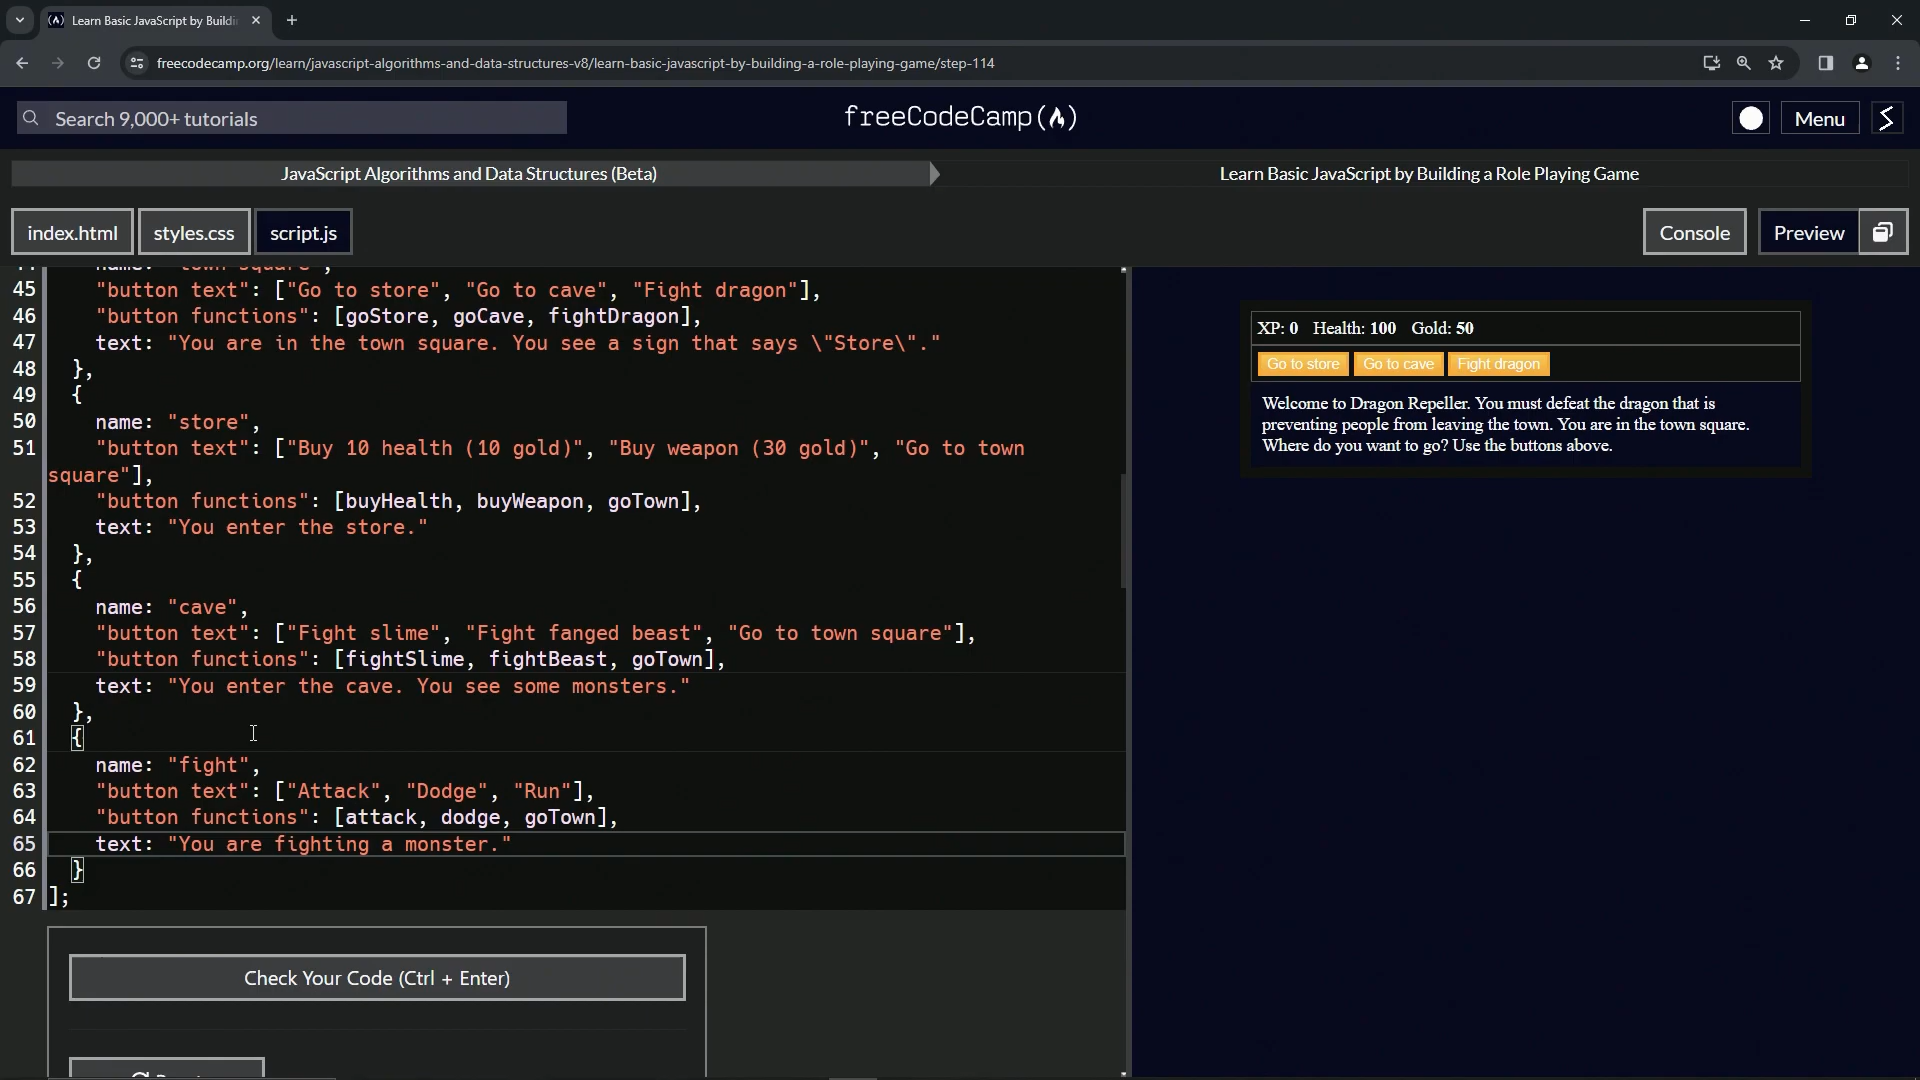 Learn Basic JavaScript by Buildi
freecodecamp.org/learn/javascript-algorithms-and-data-structures-v8/learn-basic-javascript-by-building-a-role-playing-game/step-114
Search 9,000+ tutorials
freeCodeCamp(🔥)
Menu
JavaScript Algorithms and Data Structures (Beta)
Learn Basic JavaScript by Building a Role Playing Game
index.html
styles.css
script.js
Console
Preview
44 name: "town square",
45 "button text": ["Go to store", "Go to cave", "Fight dragon"],
46 "button functions": [goStore, goCave, fightDragon],
47 text: "You are in the town square. You see a sign that says \"Store\"."
48 },
49 {
50 name: "store",
51 "button text": ["Buy 10 health (10 gold)", "Buy weapon (30 gold)", "Go to town
square"],
52 "button functions": [buyHealth, buyWeapon, goTown],
53 text: "You enter the store."
54 },
55 {
56 name: "cave",
57 "button text": ["Fight slime", "Fight fanged beast", "Go to town square"],
58 "button functions": [fightSlime, fightBeast, goTown],
59 text: "You enter the cave. You see some monsters."
60 },
61 {
62 name: "fight",
63 "button text": ["Attack", "Dodge", "Run"],
64 "button functions": [attack, dodge, goTown],
65 text: "You are fighting a monster."
66 }
67 ];
Check Your Code (Ctrl + Enter)
XP: 0 Health: 100 Gold: 50
Go to store
Go to cave
Fight dragon
Welcome to Dragon Repeller. You must defeat the dragon that is
preventing people from leaving the town. You are in the town square.
Where do you want to go? Use the buttons above.